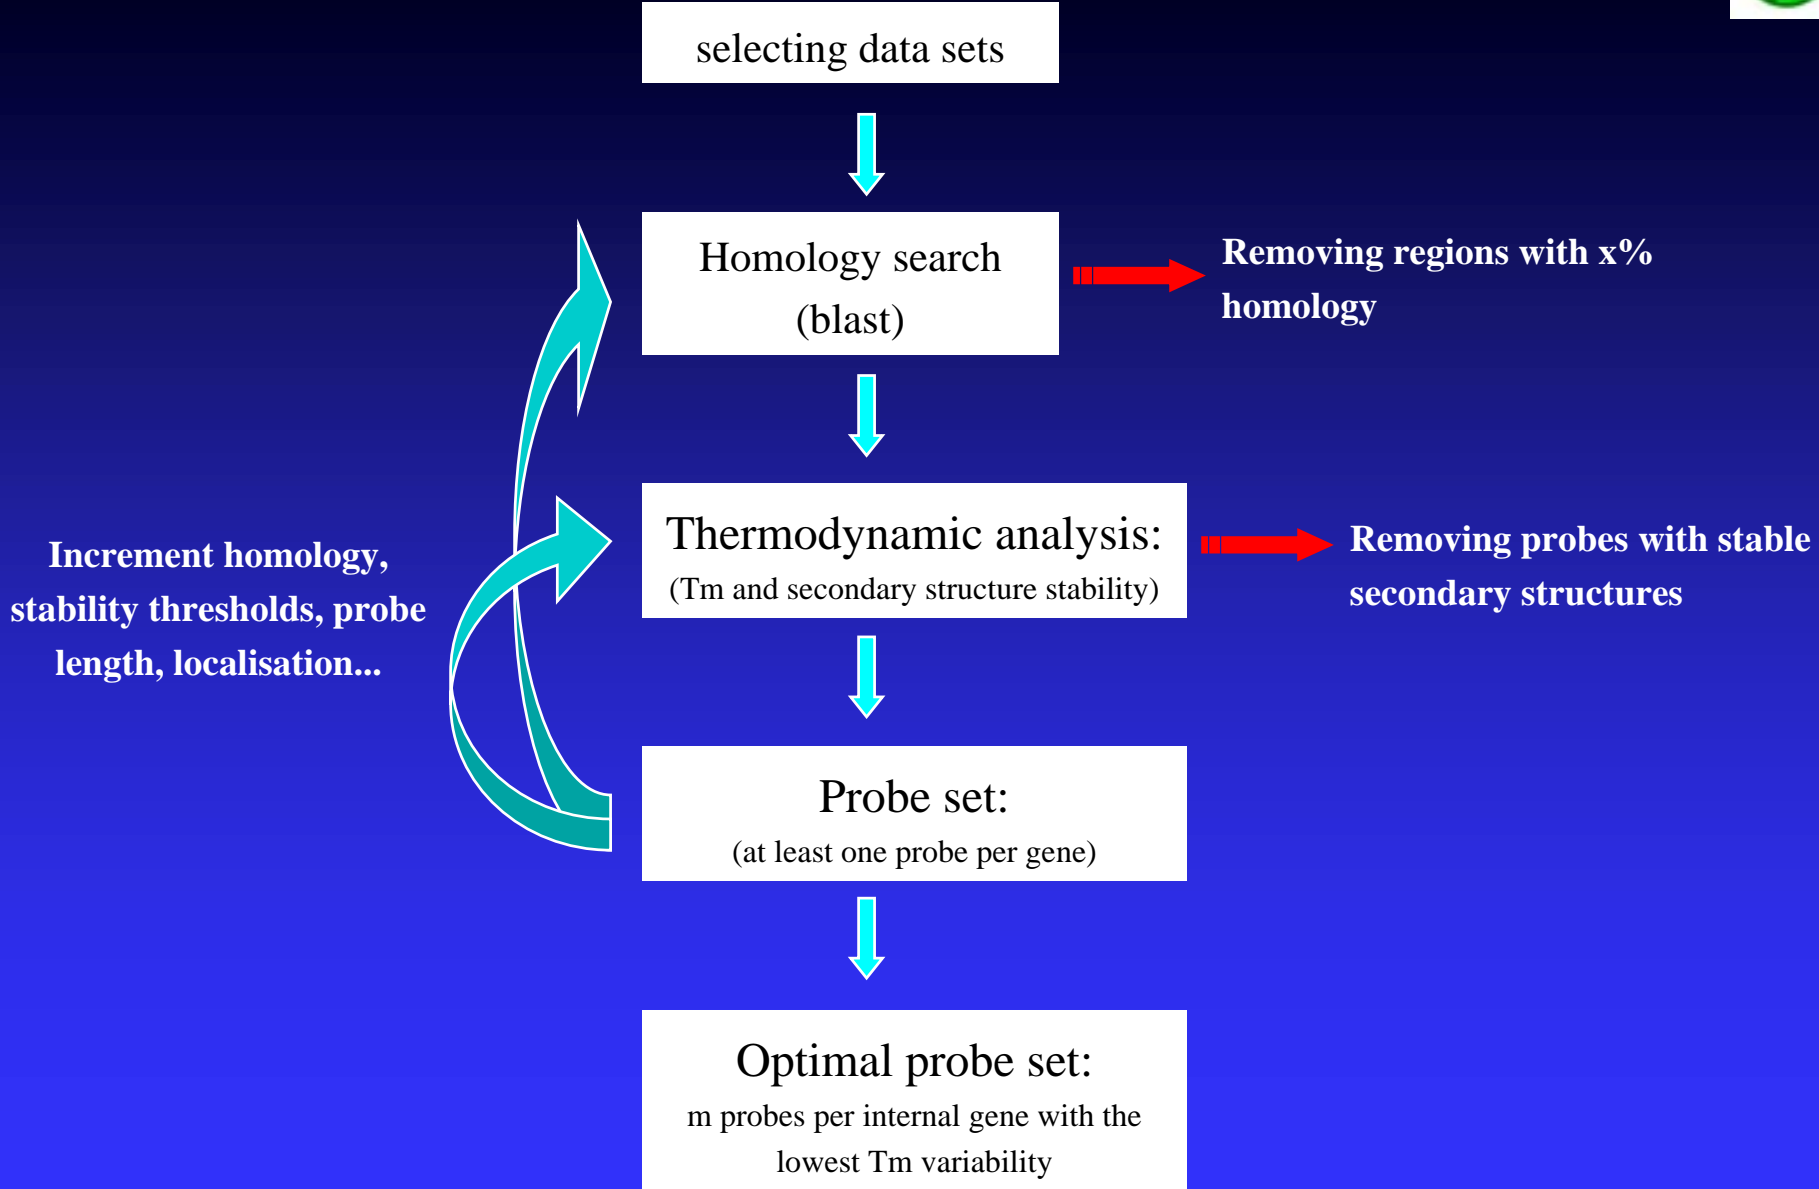 selecting data sets
Homology search
(blast)
Removing regions with x%
homology
Thermodynamic analysis:
(Tm and secondary structure stability)
Removing probes with stable
secondary structures
Increment homology,
stability thresholds, probe
length, localisation...
Probe set:
(at least one probe per gene)
Optimal probe set:
m probes per internal gene with the
lowest Tm variability